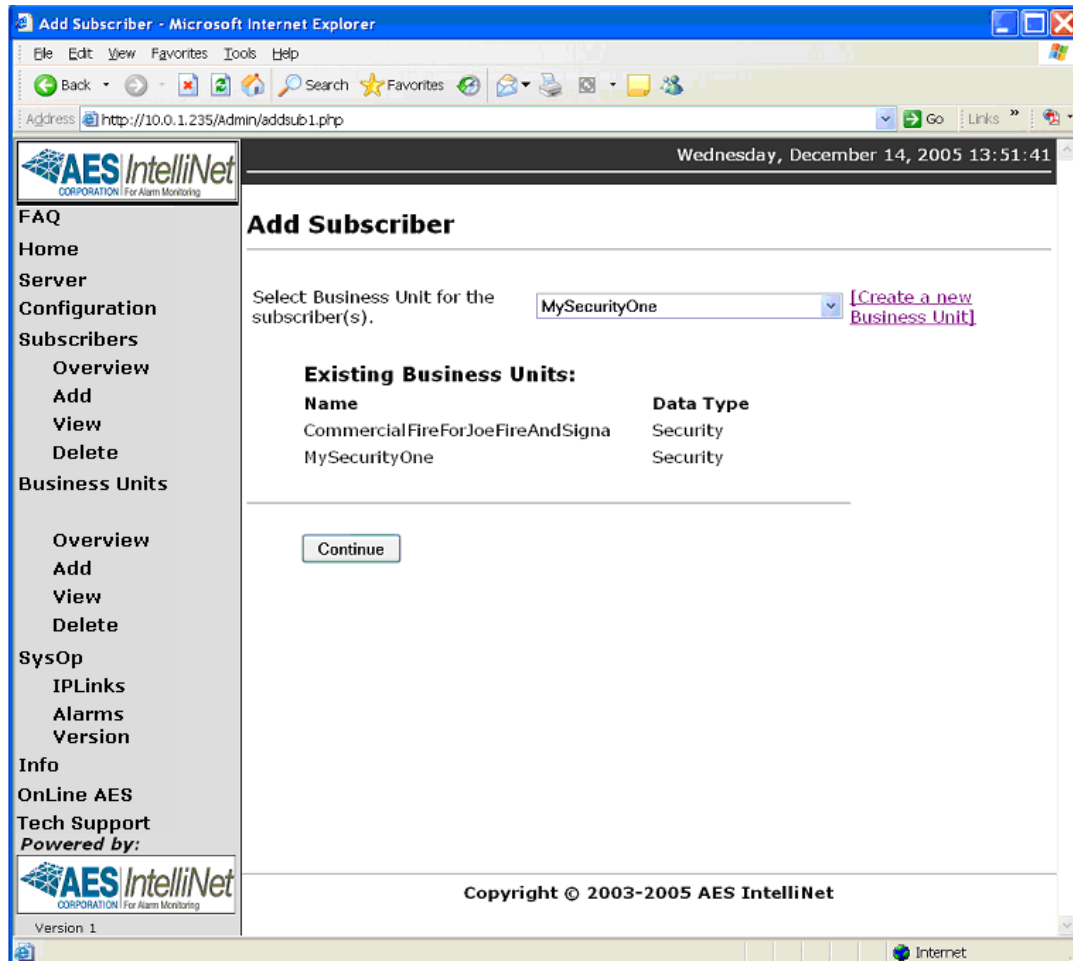 Add Subscriber - Microsoft Internet Explorer
File Edit View Favorites Tools Help
Back Search Favorites
Address http://10.0.1.235/Admin/addsub1.php Go Links »
AES IntelliNet
CORPORATION For Alarm Monitoring
Wednesday, December 14, 2005 13:51:41
FAQ
Home
Server
Configuration
Subscribers
Overview
Add
View
Delete
Business Units
Overview
Add
View
Delete
SysOp
IPLinks
Alarms
Version
Info
OnLine AES
Tech Support
Powered by:
AES IntelliNet
CORPORATION For Alarm Monitoring
Version 1
Add Subscriber
Select Business Unit for the
subscriber(s).
MySecurityOne
[Create a new
Business Unit]
Existing Business Units:
Name Data Type
CommercialFireForJoeFireAndSigna Security
MySecurityOne Security
Continue
Copyright © 2003-2005 AES IntelliNet
Internet